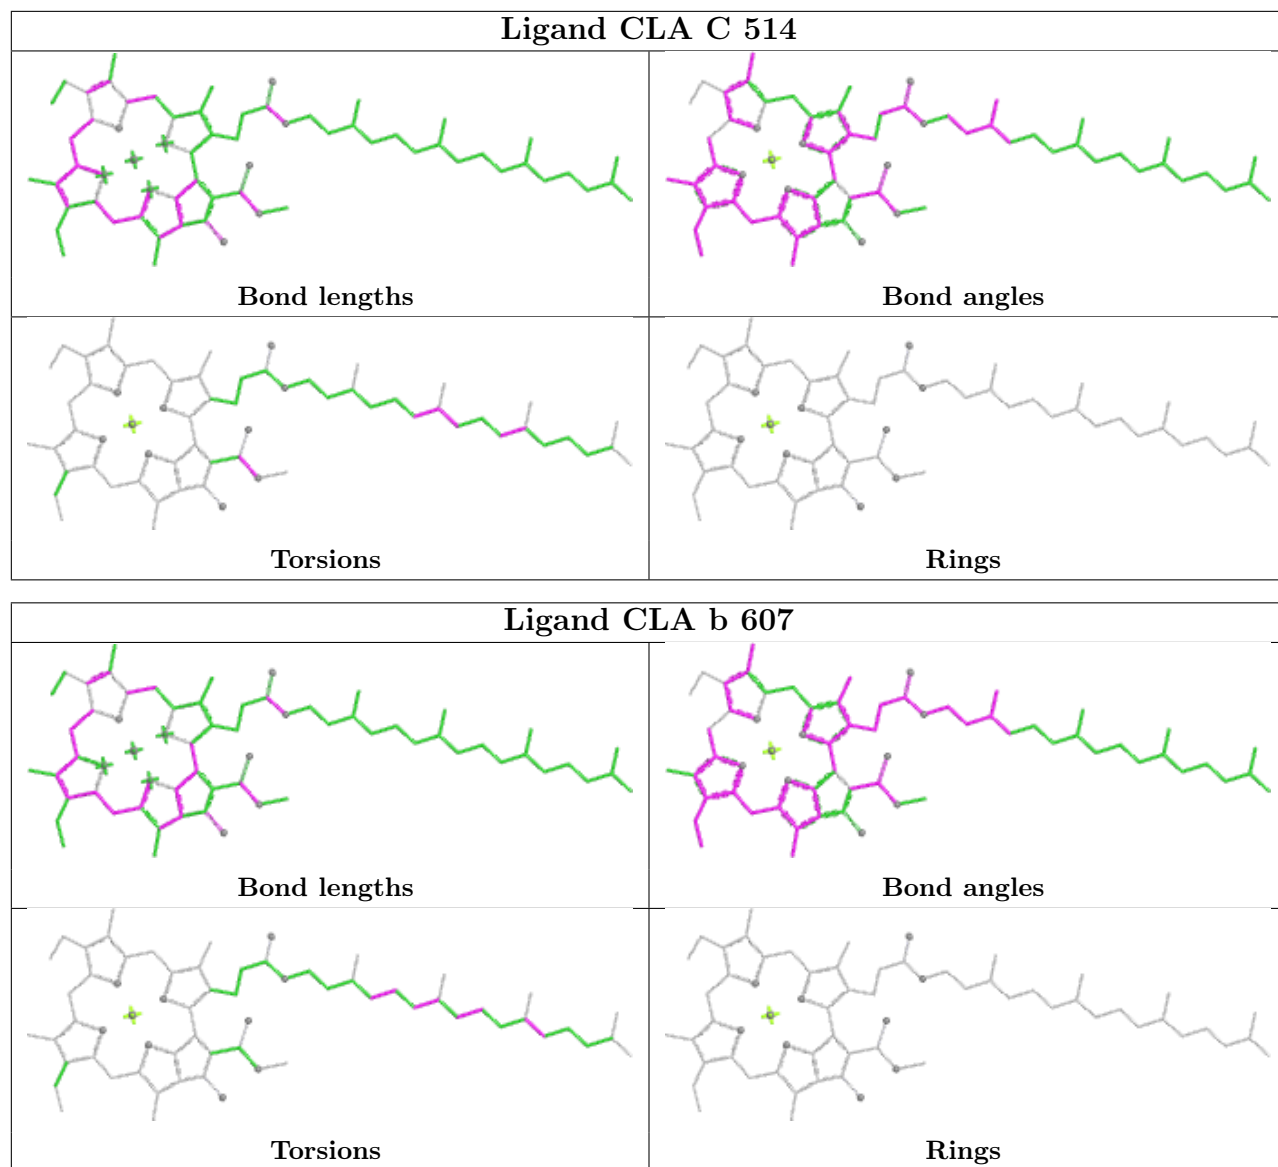 Ligand CLA C 514
Bond lengths
Bond angles
Torsions
Rings
Ligand CLA b 607
Bond lengths
Bond angles
Torsions
Rings